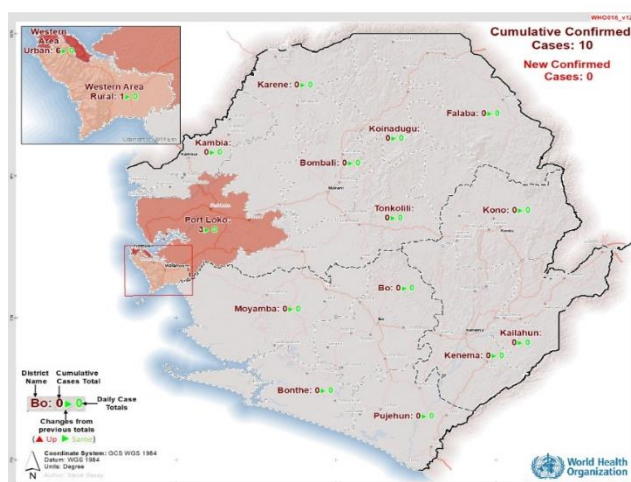 WHO016_v12
Cumulative Confirmed
Cases: 10
New Confirmed
Cases: 0
Western
Area
Urban: 6 ▶ 0
Western Area
Rural: 1 ▶ 0
Karene: 0 ▶ 0
Falaba: 0 ▶ 0
Koinadugu:
0 ▶ 0
Kambia:
0 ▶ 0
Bombali:
0 ▶ 0
Port Loko:
3 ▶ 0
Tonkolili:
0 ▶ 0
Kono: 0 ▶ 0
Bo: 0 ▶ 0
Moyamba: 0 ▶ 0
Kailahun:
0 ▶ 0
Kenema: 0 ▶ 0
Bonthe: 0 ▶ 0
Pujehun: 0 ▶ 0
District
Name
Cumulative
Cases Total
Bo: 0 ▶ 0
Daily Case
Totals
Changes from
previous totals
(▲ Up ▶ Same)
N
Coordinate System: GCS WGS 1984
Datum: WGS 1984
Units: Degree
World Health
Organization